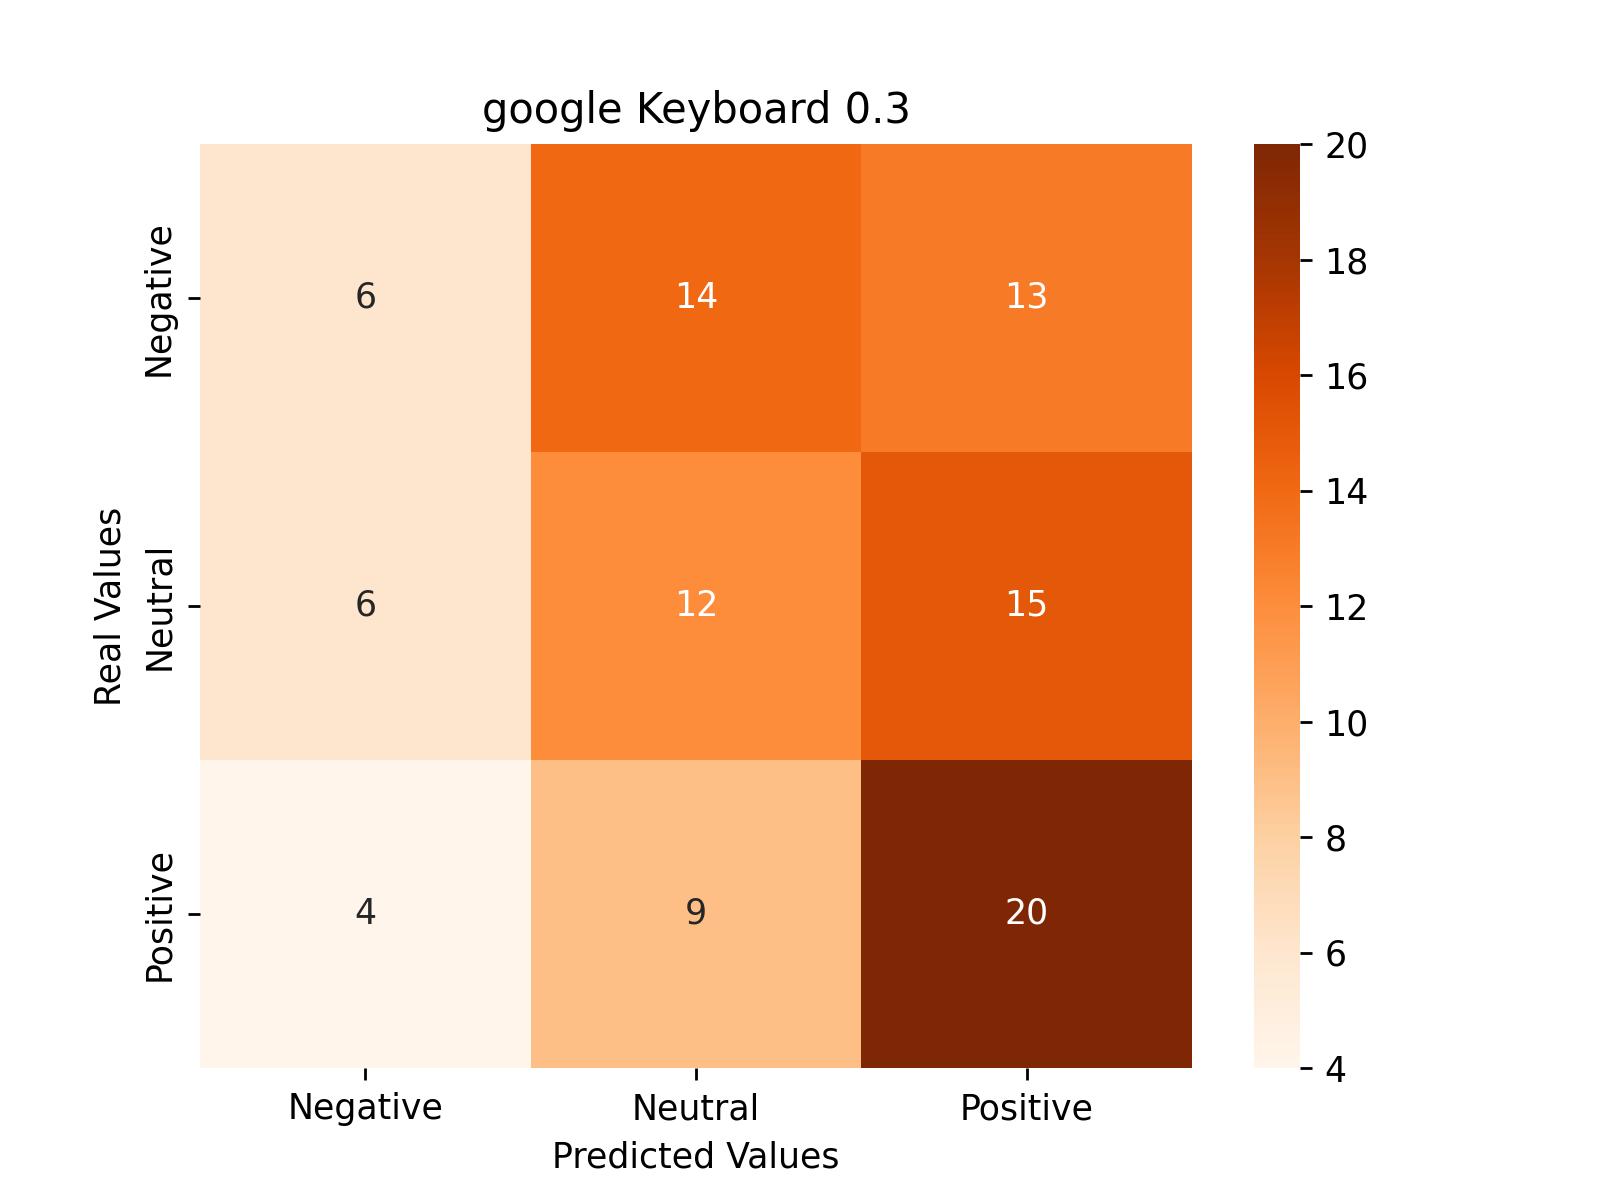 google Keyboard 0.3
Real Values
Negative
6 14 13
Neutral
6 12 15
Positive
4 9 20
Negative Neutral Positive
Predicted Values
20
18
16
14
12
10
8
6
4